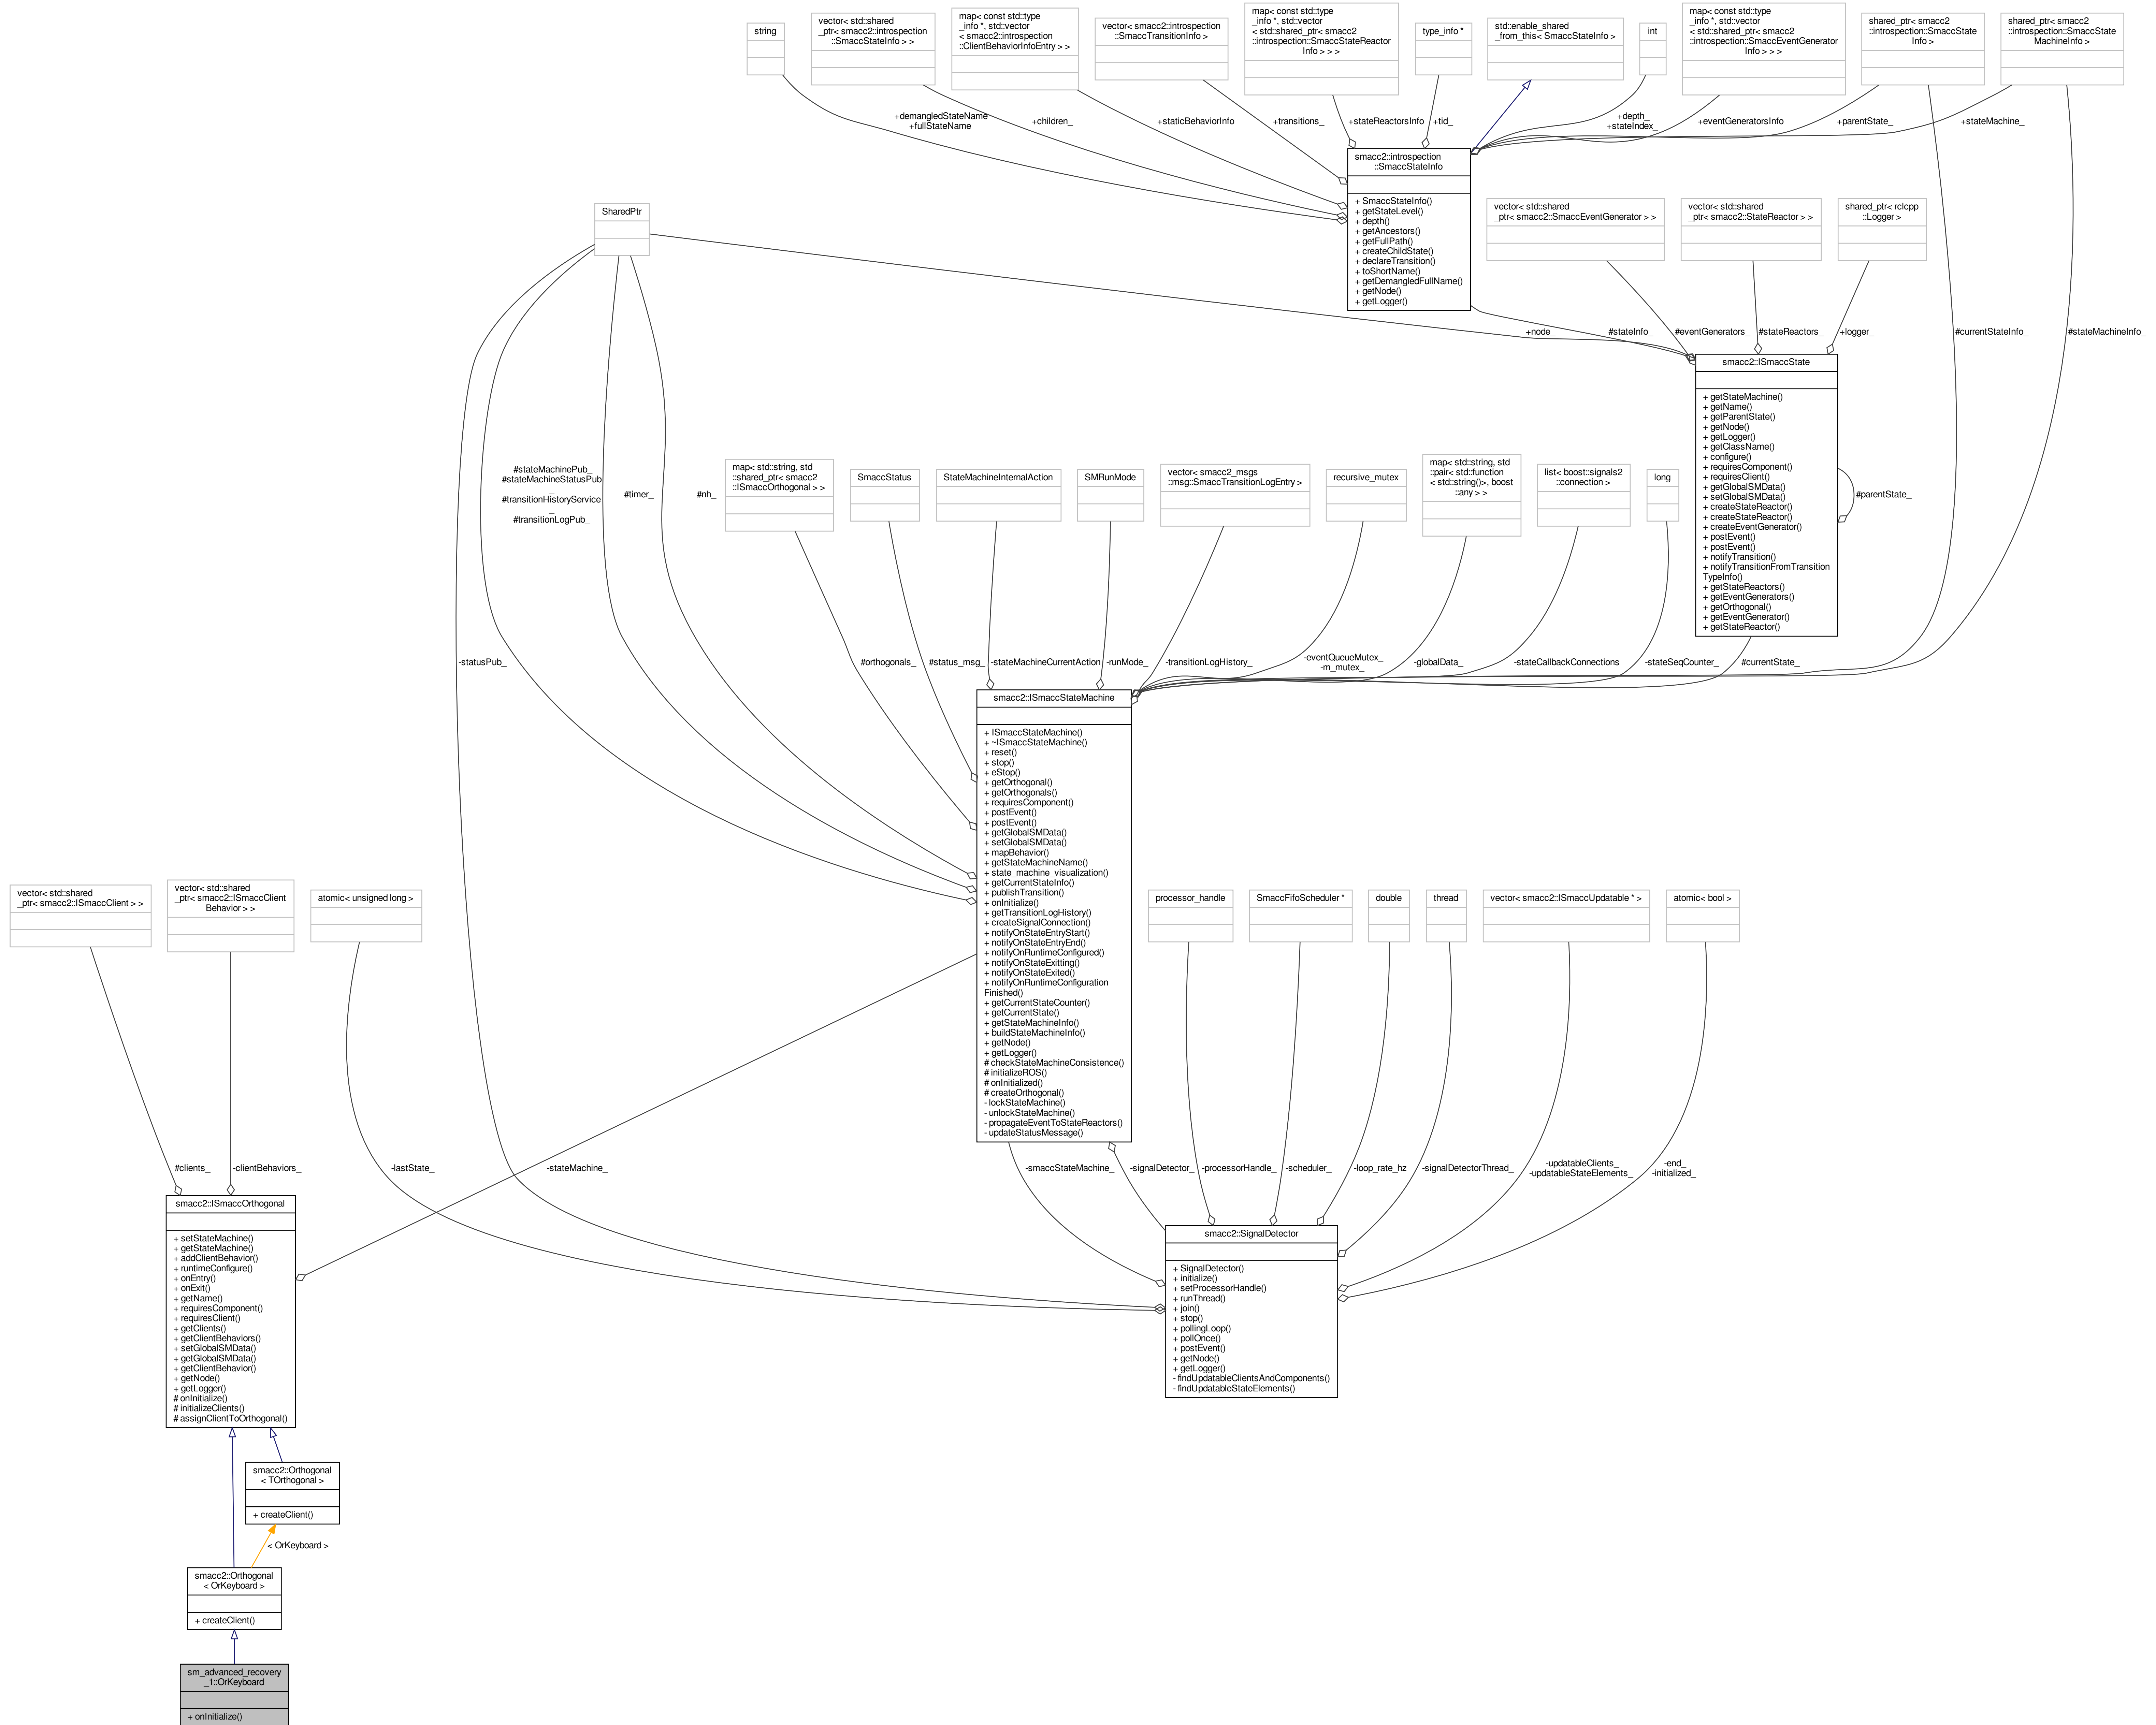 string
vector< std::shared
_ptr< smacc2::introspection
::SmaccStateInfo > >
map< const std::type
_info *, std::vector
< smacc2::introspection
::ClientBehaviorInfoEntry > >
vector< smacc2::introspection
::SmaccTransitionInfo >
map< const std::type
_info *, std::vector
< std::shared_ptr< smacc2
::introspection::SmaccStateReactor
Info > > >
type_info *
std::enable_shared
_from_this< SmaccStateInfo >
int
map< const std::type
_info *, std::vector
< std::shared_ptr< smacc2
::introspection::SmaccEventGenerator
Info > > >
shared_ptr< smacc2
::introspection::SmaccState
Info >
shared_ptr< smacc2
::introspection::SmaccState
MachineInfo >
+demangledStateName
+fullStateName
+children_
+staticBehaviorInfo
+transitions_
+stateReactorsInfo
+tid_
+depth_
+stateIndex_
+eventGeneratorsInfo
+parentState_
+stateMachine_
smacc2::introspection
::SmaccStateInfo
+ SmaccStateInfo()
+ getStateLevel()
+ depth()
+ getAncestors()
+ getFullPath()
+ createChildState()
+ declareTransition()
+ toShortName()
+ getDemangledFullName()
+ getNode()
+ getLogger()
SharedPtr
vector< std::shared
_ptr< smacc2::SmaccEventGenerator > >
vector< std::shared
_ptr< smacc2::StateReactor > >
shared_ptr< rclcpp
::Logger >
+node_
#stateInfo_
#eventGenerators_
#stateReactors_
+logger_
#currentStateInfo_
#stateMachineInfo_
smacc2::ISmaccState
+ getStateMachine()
+ getName()
+ getParentState()
+ getNode()
+ getLogger()
+ getClassName()
+ configure()
+ requiresComponent()
+ requiresClient()
+ getGlobalSMData()
+ setGlobalSMData()
+ createStateReactor()
+ createStateReactor()
+ createEventGenerator()
+ postEvent()
+ postEvent()
+ notifyTransition()
+ notifyTransitionFromTransition
TypeInfo()
+ getStateReactors()
+ getEventGenerators()
+ getOrthogonal()
+ getEventGenerator()
+ getStateReactor()
#parentState_
#stateMachinePub_
#stateMachineStatusPub
_
#transitionHistoryService
_
#transitionLogPub_
#timer_
#nh_
map< std::string, std
::shared_ptr< smacc2
::ISmaccOrthogonal > >
SmaccStatus
StateMachineInternalAction
SMRunMode
vector< smacc2_msgs
::msg::SmaccTransitionLogEntry >
recursive_mutex
map< std::string, std
::pair< std::function
< std::string()>, boost
::any > >
list< boost::signals2
::connection >
long
-statusPub_
#orthogonals_
#status_msg_
-stateMachineCurrentAction
-runMode_
-transitionLogHistory_
-eventQueueMutex_
-m_mutex_
-globalData_
-stateCallbackConnections
-stateSeqCounter_
#currentState_
smacc2::ISmaccStateMachine
+ ISmaccStateMachine()
+ ~ISmaccStateMachine()
+ reset()
+ stop()
+ eStop()
+ getOrthogonal()
+ getOrthogonals()
+ requiresComponent()
+ postEvent()
+ postEvent()
+ getGlobalSMData()
+ setGlobalSMData()
+ mapBehavior()
+ getStateMachineName()
+ state_machine_visualization()
+ getCurrentStateInfo()
+ publishTransition()
+ onInitialize()
+ getTransitionLogHistory()
+ createSignalConnection()
+ notifyOnStateEntryStart()
+ notifyOnStateEntryEnd()
+ notifyOnRuntimeConfigured()
+ notifyOnStateExitting()
+ notifyOnStateExited()
+ notifyOnRuntimeConfiguration
Finished()
+ getCurrentStateCounter()
+ getCurrentState()
+ getStateMachineInfo()
+ buildStateMachineInfo()
+ getNode()
+ getLogger()
# checkStateMachineConsistence()
# initializeROS()
# onInitialized()
# createOrthogonal()
- lockStateMachine()
- unlockStateMachine()
- propagateEventToStateReactors()
- updateStatusMessage()
vector< std::shared
_ptr< smacc2::ISmaccClient > >
vector< std::shared
_ptr< smacc2::ISmaccClient
Behavior > >
atomic< unsigned long >
processor_handle
SmaccFifoScheduler *
double
thread
vector< smacc2::ISmaccUpdatable * >
atomic< bool >
#clients_
-clientBehaviors_
-lastState_
-stateMachine_
-smaccStateMachine_
-signalDetector_
-processorHandle_
-scheduler_
-loop_rate_hz
-signalDetectorThread_
-updatableClients_
-updatableStateElements_
-end_
-initialized_
smacc2::ISmaccOrthogonal
+ setStateMachine()
+ getStateMachine()
+ addClientBehavior()
+ runtimeConfigure()
+ onEntry()
+ onExit()
+ getName()
+ requiresComponent()
+ requiresClient()
+ getClients()
+ getClientBehaviors()
+ setGlobalSMData()
+ getGlobalSMData()
+ getClientBehavior()
+ getNode()
+ getLogger()
# onInitialize()
# initializeClients()
# assignClientToOrthogonal()
smacc2::SignalDetector
+ SignalDetector()
+ initialize()
+ setProcessorHandle()
+ runThread()
+ join()
+ stop()
+ pollingLoop()
+ pollOnce()
+ postEvent()
+ getNode()
+ getLogger()
- findUpdatableClientsAndComponents()
- findUpdatableStateElements()
smacc2::Orthogonal
< TOrthogonal >
+ createClient()
< OrKeyboard >
smacc2::Orthogonal
< OrKeyboard >
+ createClient()
sm_advanced_recovery
_1::OrKeyboard
+ onInitialize()